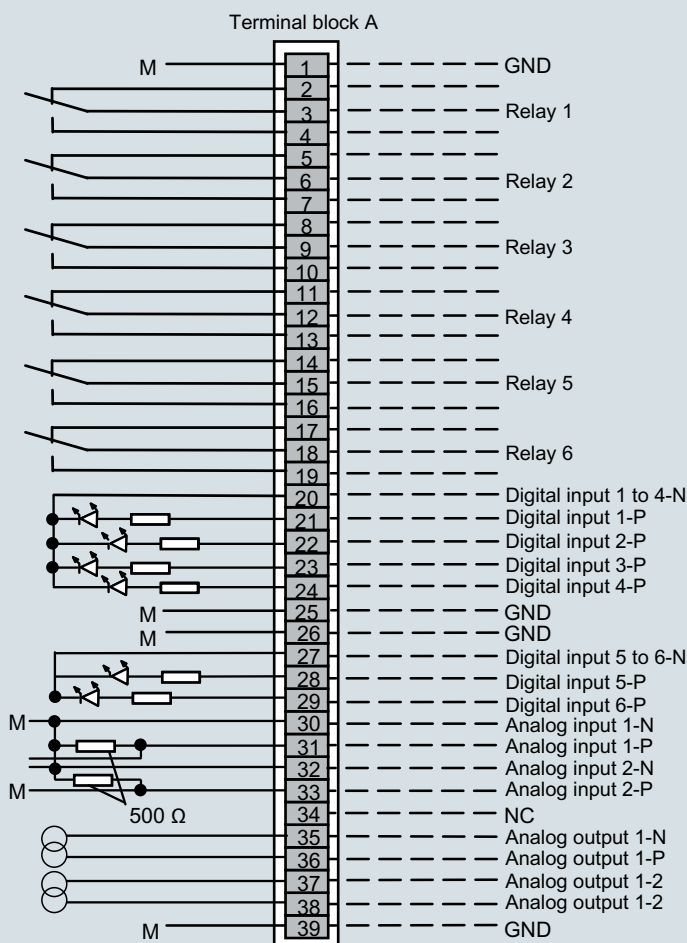 Terminal block A
M 1 GND
2
3 Relay 1
4
5
6 Relay 2
7
8
9 Relay 3
10
11
12 Relay 4
13
14
15 Relay 5
16
17
18 Relay 6
19
20 Digital input 1 to 4-N
21 Digital input 1-P
22 Digital input 2-P
23 Digital input 3-P
24 Digital input 4-P
M 25 GND
M 26 GND
27 Digital input 5 to 6-N
28 Digital input 5-P
29 Digital input 6-P
M 30 Analog input 1-N
31 Analog input 1-P
32 Analog input 2-N
M 33 Analog input 2-P
500 Ω 34 NC
35 Analog output 1-N
36 Analog output 1-P
37 Analog output 1-2
38 Analog output 1-2
M 39 GND